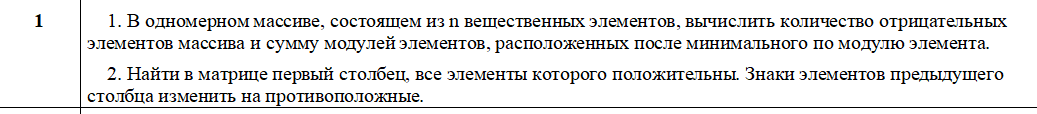 1 1. В одномерном массиве, состоящем из n вещественных элементов, вычислить количество отрицательных
элементов массива и сумму модулей элементов, расположенных после минимального по модулю элемента.
2. Найти в матрице первый столбец, все элементы которого положительны. Знаки элементов предыдущего
столбца изменить на противоположные.